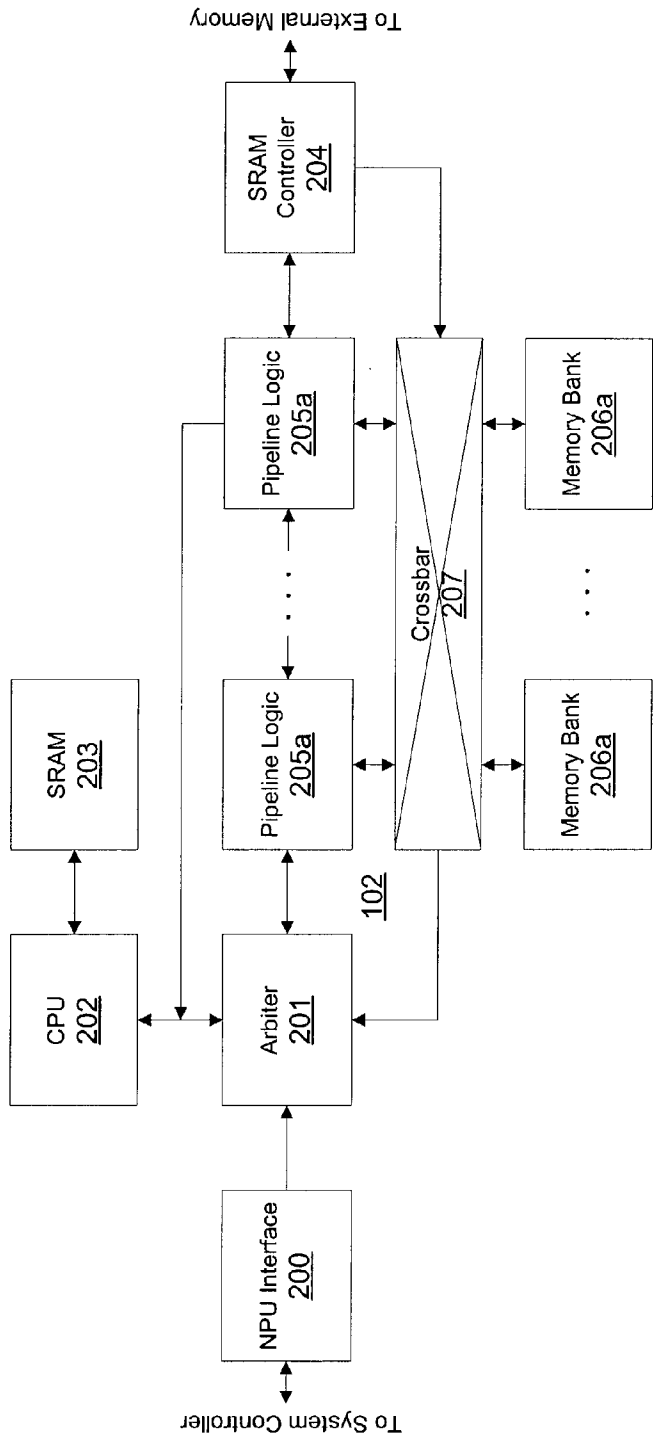 CPU
202
SRAM
203
To System Controller
NPU Interface
200
Arbiter
201
Pipeline Logic
205a
. . . .
Pipeline Logic
205a
SRAM
Controller
204
To External Memory
102
Crossbar
207
Memory Bank
206a
. . .
Memory Bank
206a